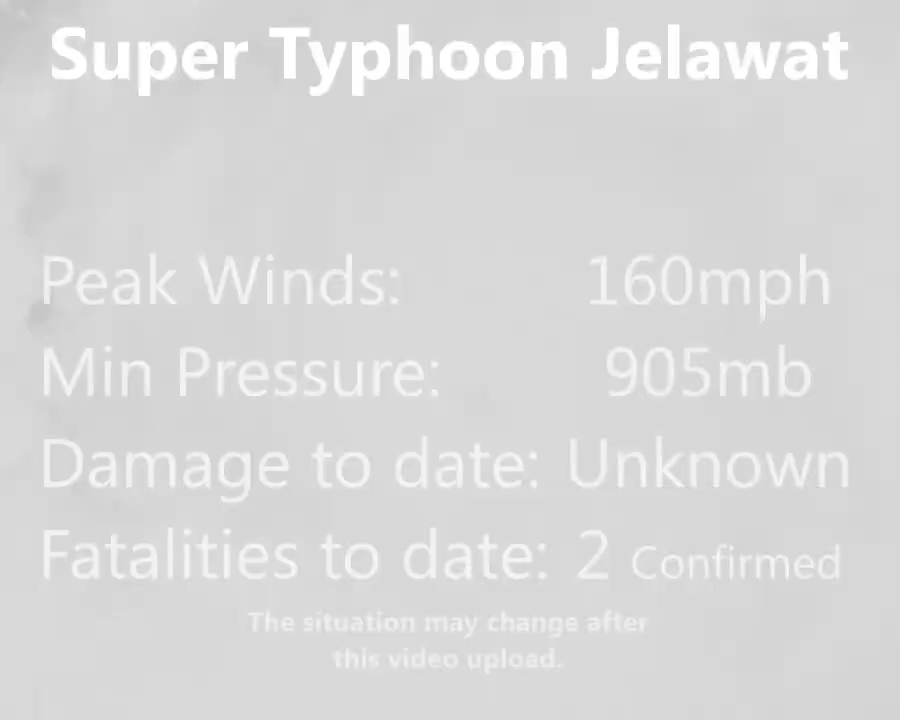 Super Typhoon Jelawat
Peak Winds: 160mph
Min Pressure: 905mb
Damage to date: Unknown
Fatalities to date: 2 Confirmed
The situation may change after
this video upload.